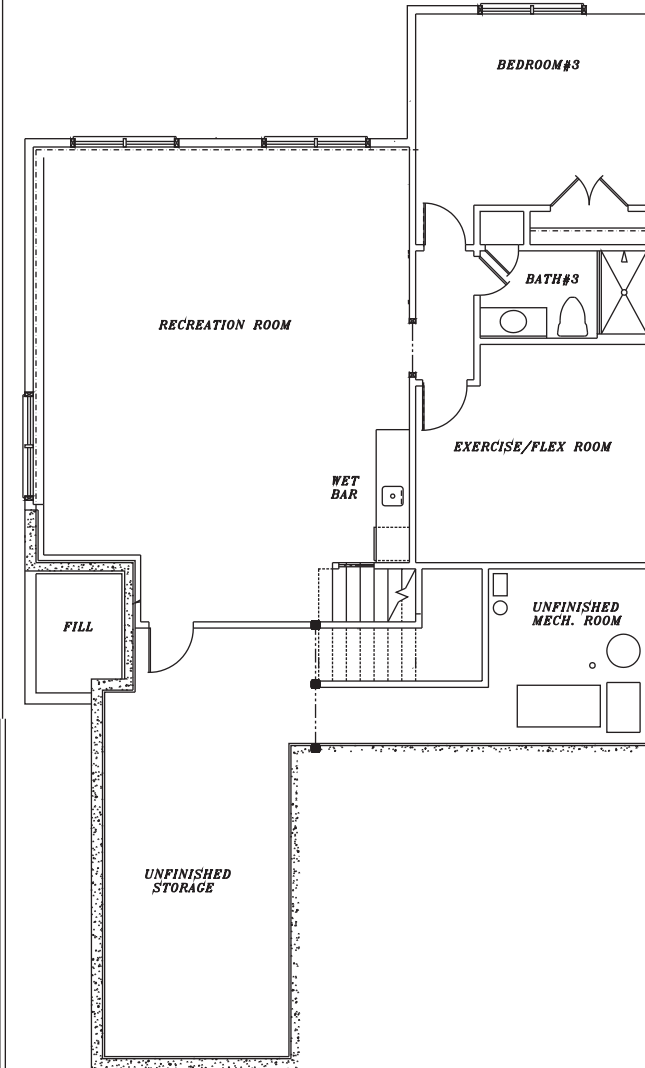 BEDROOM#3
BATH#3
RECREATION ROOM
EXERCISE/FLEX ROOM
WET
BAR
UNFINISHED
MECH. ROOM
FILL
UNFINISHED
STORAGE